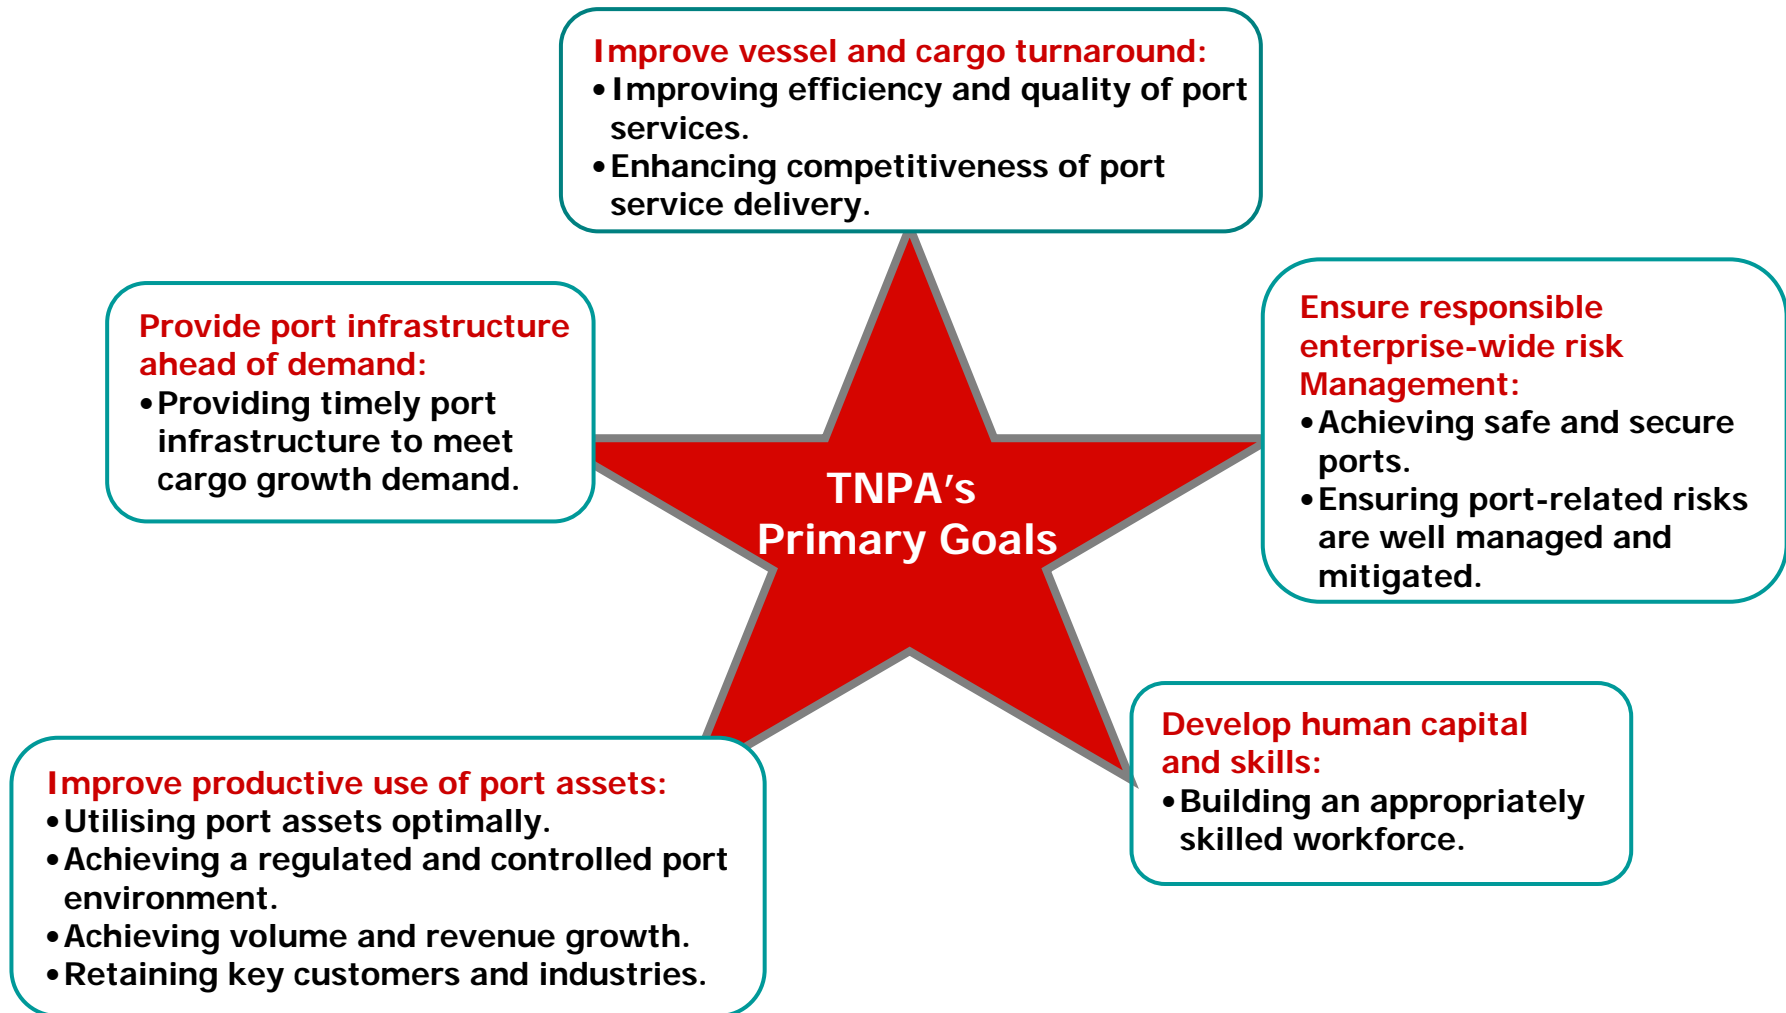 Improve vessel and cargo turnaround:
•Improving efficiency and quality of port
services.
•Enhancing competitiveness of port
service delivery.
Provide port infrastructure
ahead of demand:
•Providing timely port
infrastructure to meet
cargo growth demand.
Ensure responsible
enterprise-wide risk
Management:
•Achieving safe and secure
ports.
•Ensuring port-related risks
are well managed and
mitigated.
TNPA’s
Primary Goals
Improve productive use of port assets:
•Utilising port assets optimally.
•Achieving a regulated and controlled port
environment.
•Achieving volume and revenue growth.
•Retaining key customers and industries.
Develop human capital
and skills:
•Building an appropriately
skilled workforce.